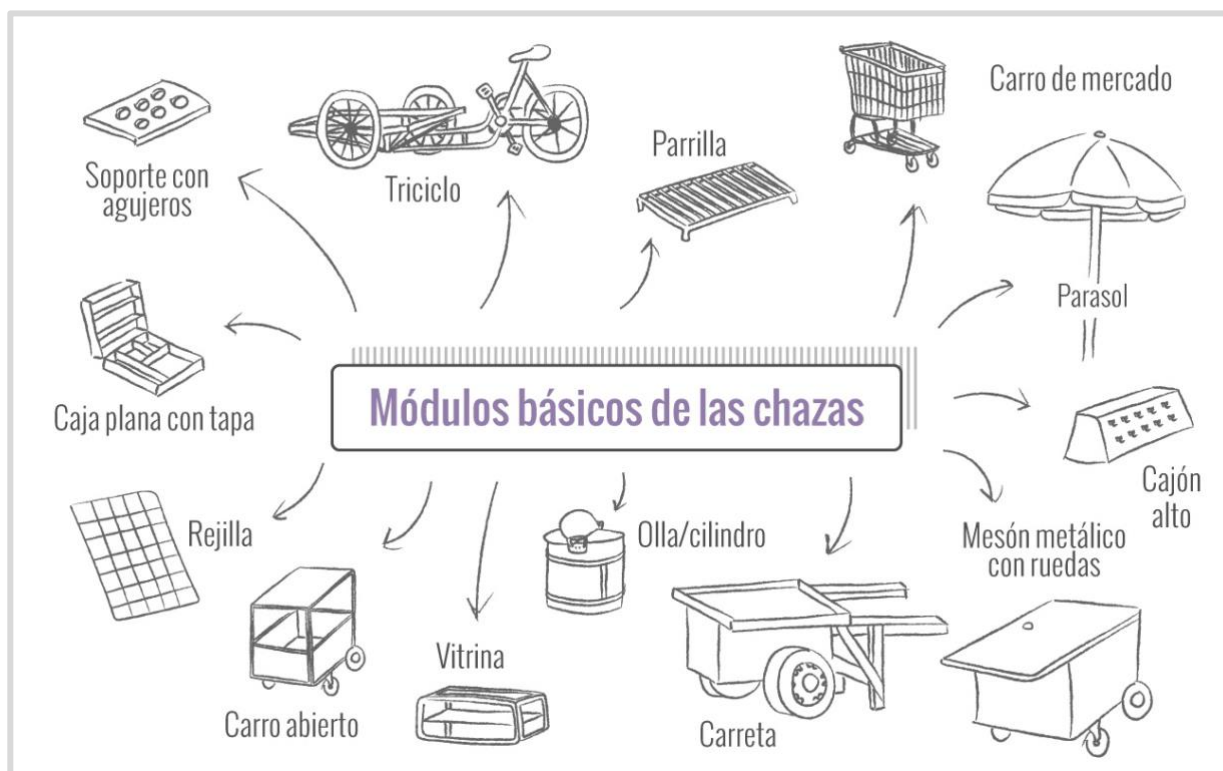 Carro de mercado
Parrilla
Soporte con
agujeros
Triciclo
Parasol
Caja plana con tapa
Módulos básicos de las chazas
Cajón
alto
Rejilla
Olla/cilindro
Mesón metálico
con ruedas
Vitrina
Carro abierto
Carreta